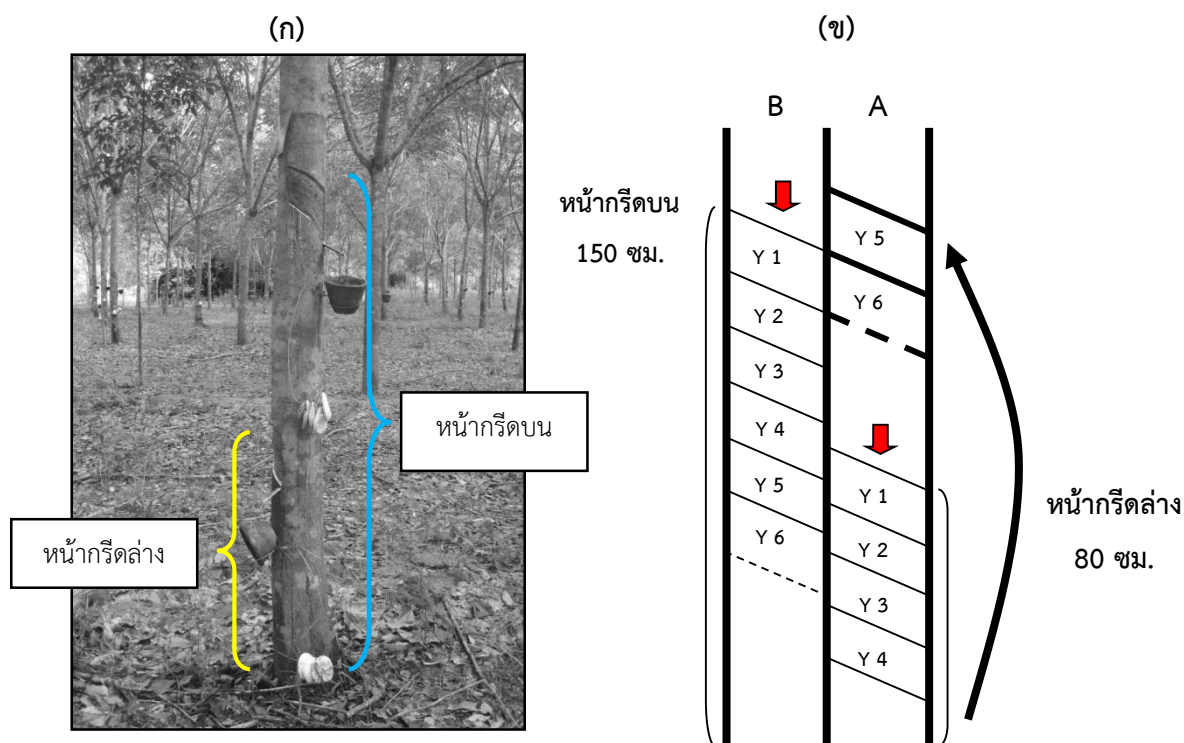 (ก)
(ข)
B
A
หน้ากรีดบน
150 ซม.
Y 5
Y 1
Y 6
Y 2
Y 3
หน้ากรีดบน
Y 4
Y 5
Y 1
หน้ากรีดล่าง
80 ซม.
หน้ากรีดล่าง
Y 6
Y 2
Y 3
Y 4